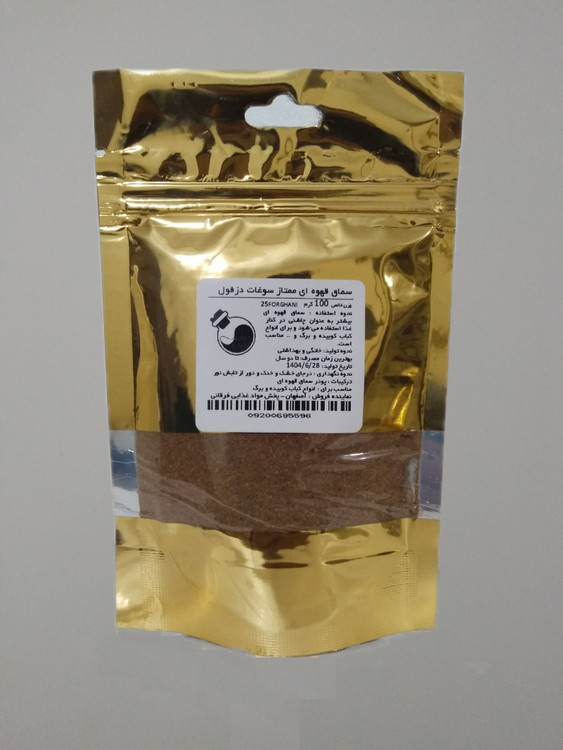 سماق قهوه ای ممتاز سوغات دزفول
وزن خالص 100 گرم 25FORGHANI
نحوه استفاده : سماق قهوه ای
بیشتر به عنوان چاشنی در کنار
غذا استفاده می‌شود و برای انواع
کباب کوبیده و برگ و .. مناسب
است.
نحوه تولید: خانگی و بهداشتی
بهترین زمان مصرف: تا دو سال
تاریخ تولید: 1404/6/28
نحوه نگهداری : درجای خشک و خنک و دور از تابش نور
ترکیبات : پودر سماق قهوه ای
مناسب برای : انواع کباب کوبیده و برگ
نماینده فروش : اصفهان - پخش مواد غذایی فرقانی
09200695596